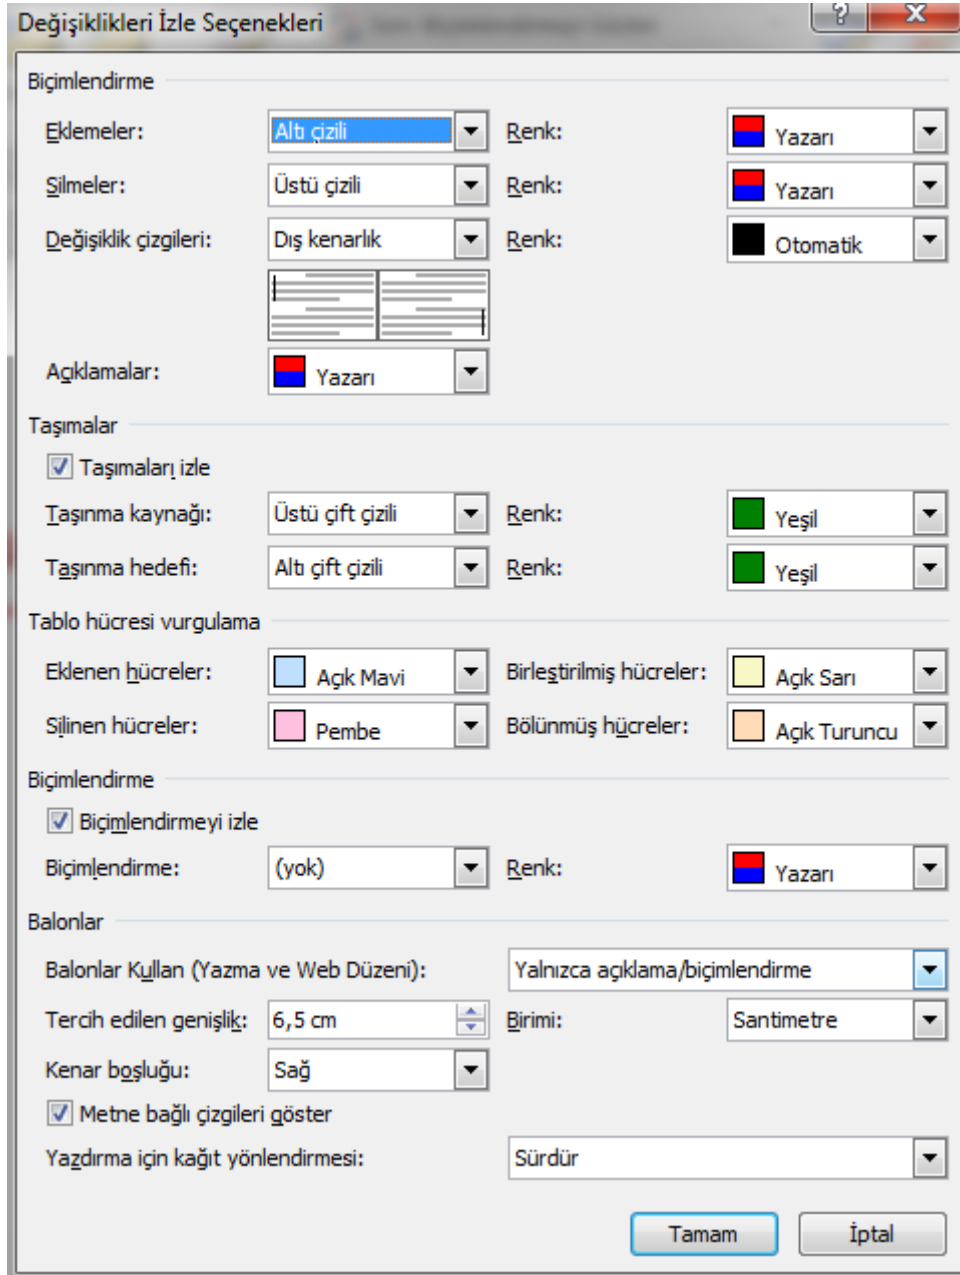 Değişiklikleri İzle Seçenekleri
Biçimlendirme
Eklemeler: Altı çizili Renk: Yazarı
Silmeler: Üstü çizili Renk: Yazarı
Değişiklik çizgileri: Dış kenarlık Renk: Otomatik
Açıklamalar: Yazarı
Taşımalar
Taşımaları izle
Taşınma kaynağı: Üstü çift çizili Renk: Yeşil
Taşınma hedefi: Altı çift çizili Renk: Yeşil
Tablo hücresi vurgulama
Eklenen hücreler: Açık Mavi Birleştirilmiş hücreler: Açık Sarı
Silinen hücreler: Pembe Bölünmüş hücreler: Açık Turuncu
Biçimlendirme
Biçimlendirmeyi izle
Biçimlendirme: (yok) Renk: Yazarı
Balonlar
Balonlar Kullan (Yazma ve Web Düzeni): Yalnızca açıklama/biçimlendirme
Tercih edilen genişlik: 6,5 cm Birimi: Santimetre
Kenar boşluğu: Sağ
Metne bağlı çizgileri göster
Yazdırma için kağıt yönlendirmesi: Sürdür
Tamam İptal